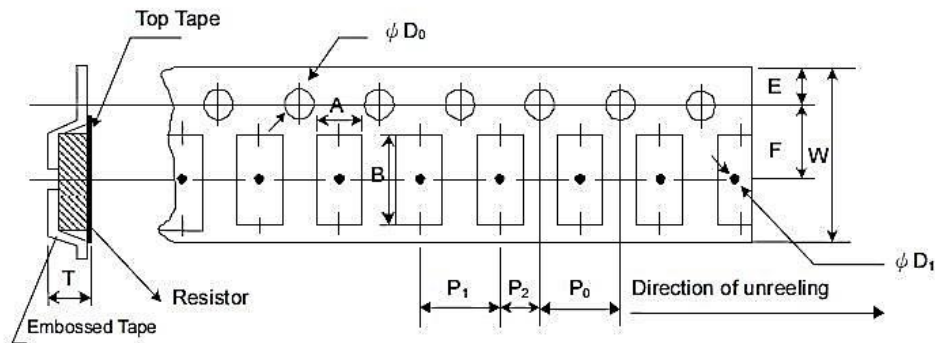 Top Tape
ψ D₀
E
A
F
W
B
ψ D₁
T
P₁
P₂
P₀
Direction of unreeling
Resistor
Embossed Tape